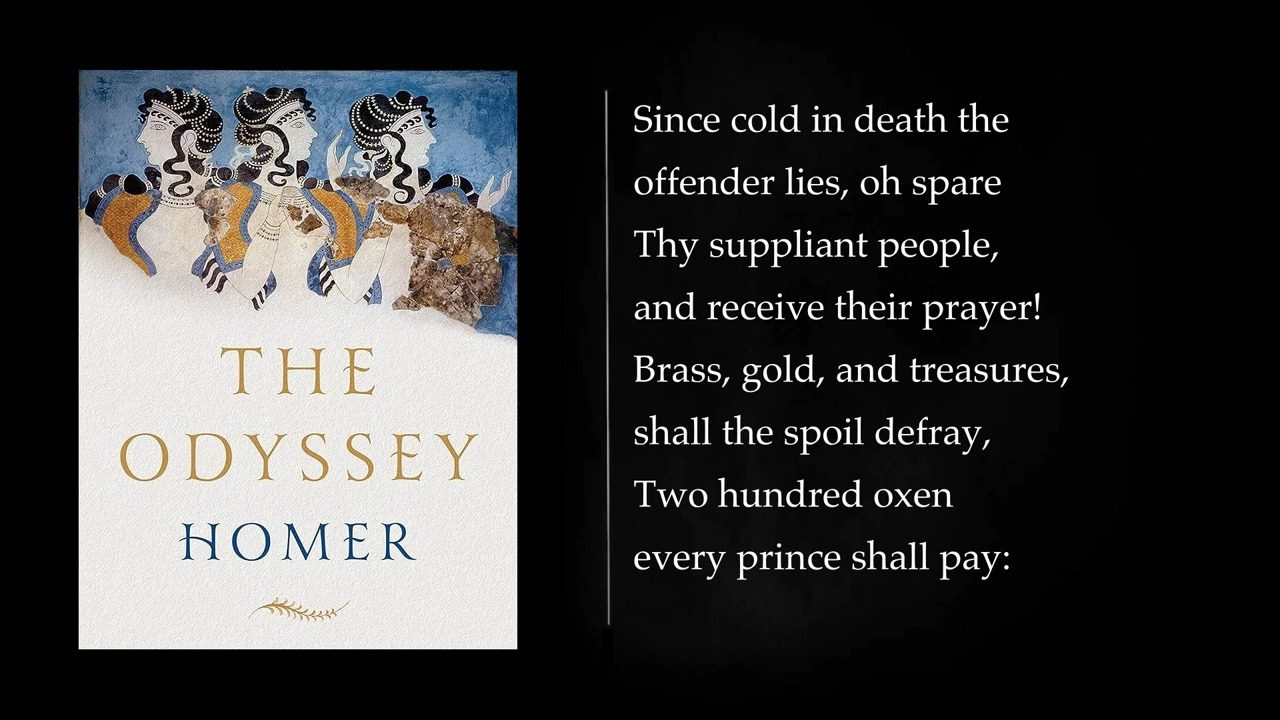 THE
ODYSSEY
HOMER
Since cold in death the
offender lies, oh spare
Thy suppliant people,
and receive their prayer!
Brass, gold, and treasures,
shall the spoil defray,
Two hundred oxen
every prince shall pay: